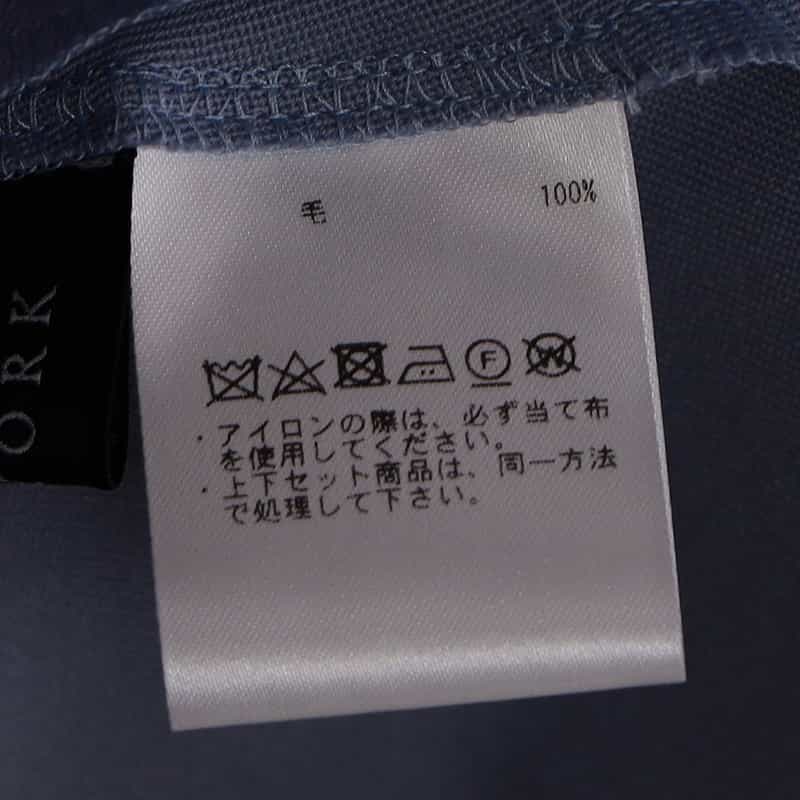 毛 100%
F W
・アイロンの際は、必ず当て布
を使用してください。
・上下セット商品は、同一方法
で処理して下さい。
ORK